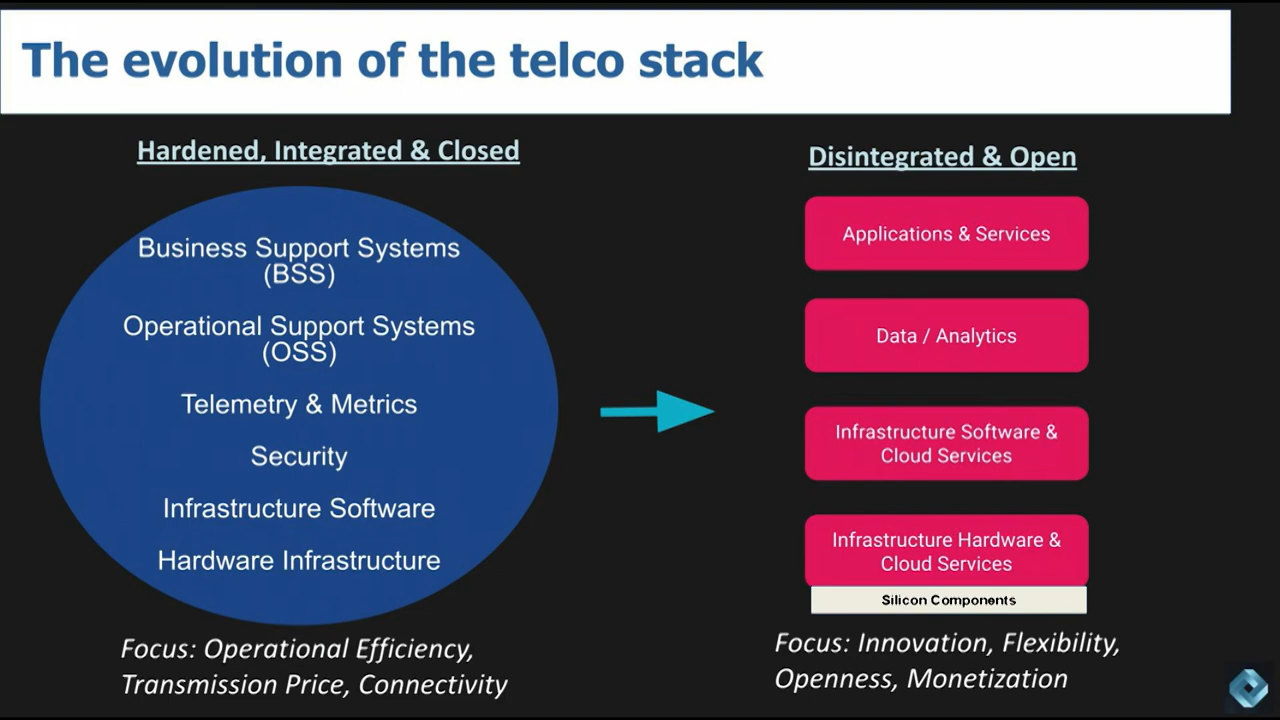 The evolution of the telco stack
Hardened, Integrated & Closed
Business Support Systems
(BSS)
Operational Support Systems
(OSS)
Telemetry & Metrics
Security
Infrastructure Software
Hardware Infrastructure
Focus: Operational Efficiency,
Transmission Price, Connectivity
Disintegrated & Open
Applications & Services
Data / Analytics
Infrastructure Software &
Cloud Services
Infrastructure Hardware &
Cloud Services
Silicon Components
Focus: Innovation, Flexibility,
Openness, Monetization